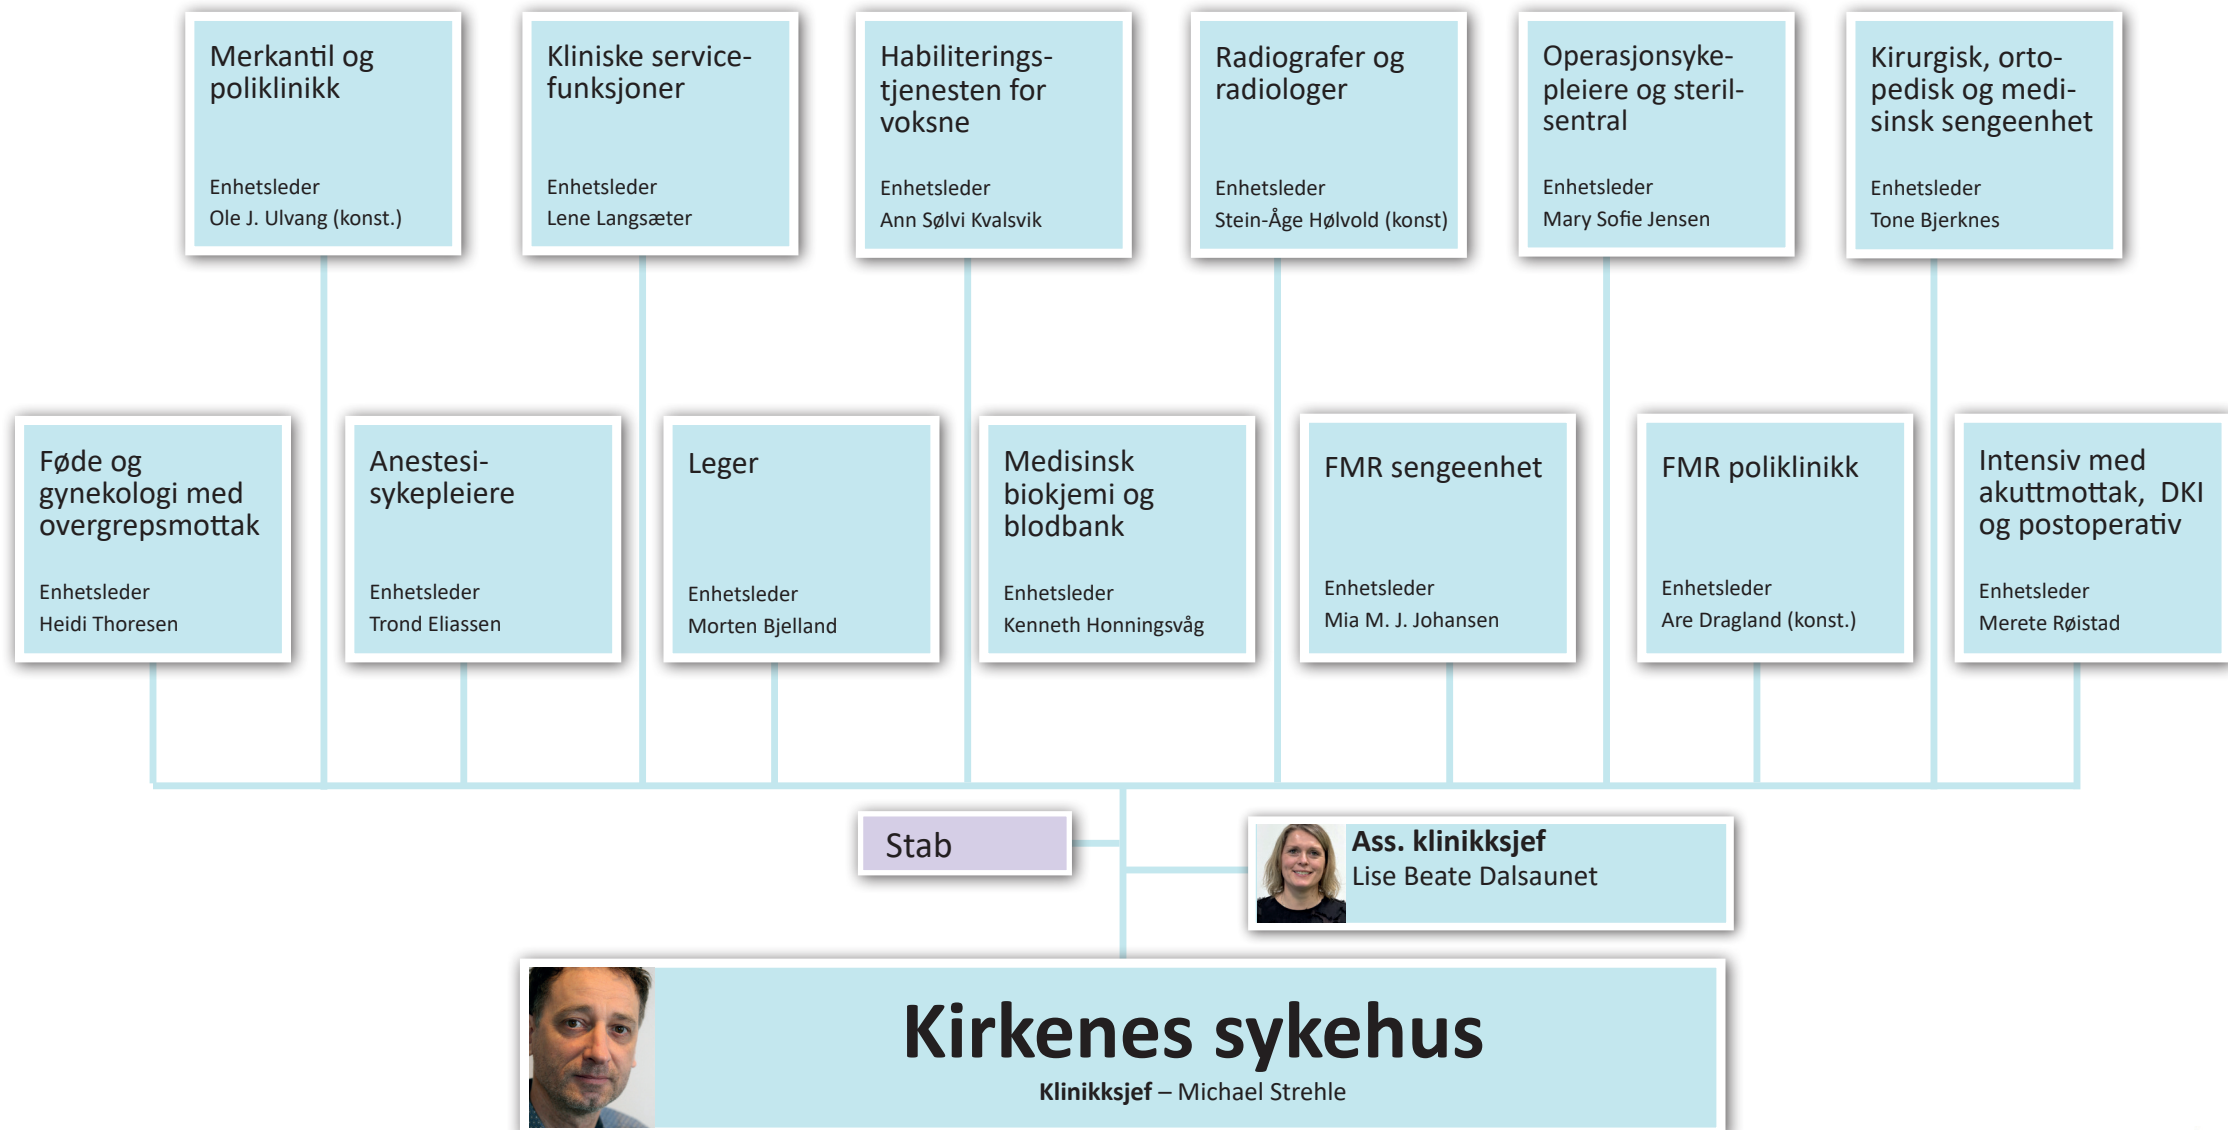 Merkantil og
poliklinikk
Enhetsleder
Ole J. Ulvang (konst.)
Kliniske service-
funksjoner
Enhetsleder
Lene Langsæter
Habiliterings-
tjenesten for
voksne
Enhetsleder
Ann Sølvi Kvalsvik
Radiografer og
radiologer
Enhetsleder
Stein-Åge Hølvold (konst)
Operasjonsyke-
pleiere og steril-
sentral
Enhetsleder
Mary Sofie Jensen
Kirurgisk, orto-
pedisk og medi-
sinsk sengeenhet
Enhetsleder
Tone Bjerknes
Føde og
gynekologi med
overgrepsmottak
Enhetsleder
Heidi Thoresen
Anestesi-
sykepleiere
Enhetsleder
Trond Eliassen
Leger
Enhetsleder
Morten Bjelland
Medisinsk
biokjemi og
blodbank
Enhetsleder
Kenneth Honningsvåg
FMR sengeenhet
Enhetsleder
Mia M. J. Johansen
FMR poliklinikk
Enhetsleder
Are Dragland (konst.)
Intensiv med
akuttmottak,  DKI
og postoperativ
Enhetsleder
Merete Røistad
Stab
Ass. klinikksjef
Lise Beate Dalsaunet
Kirkenes sykehus
Klinikksjef – Michael Strehle